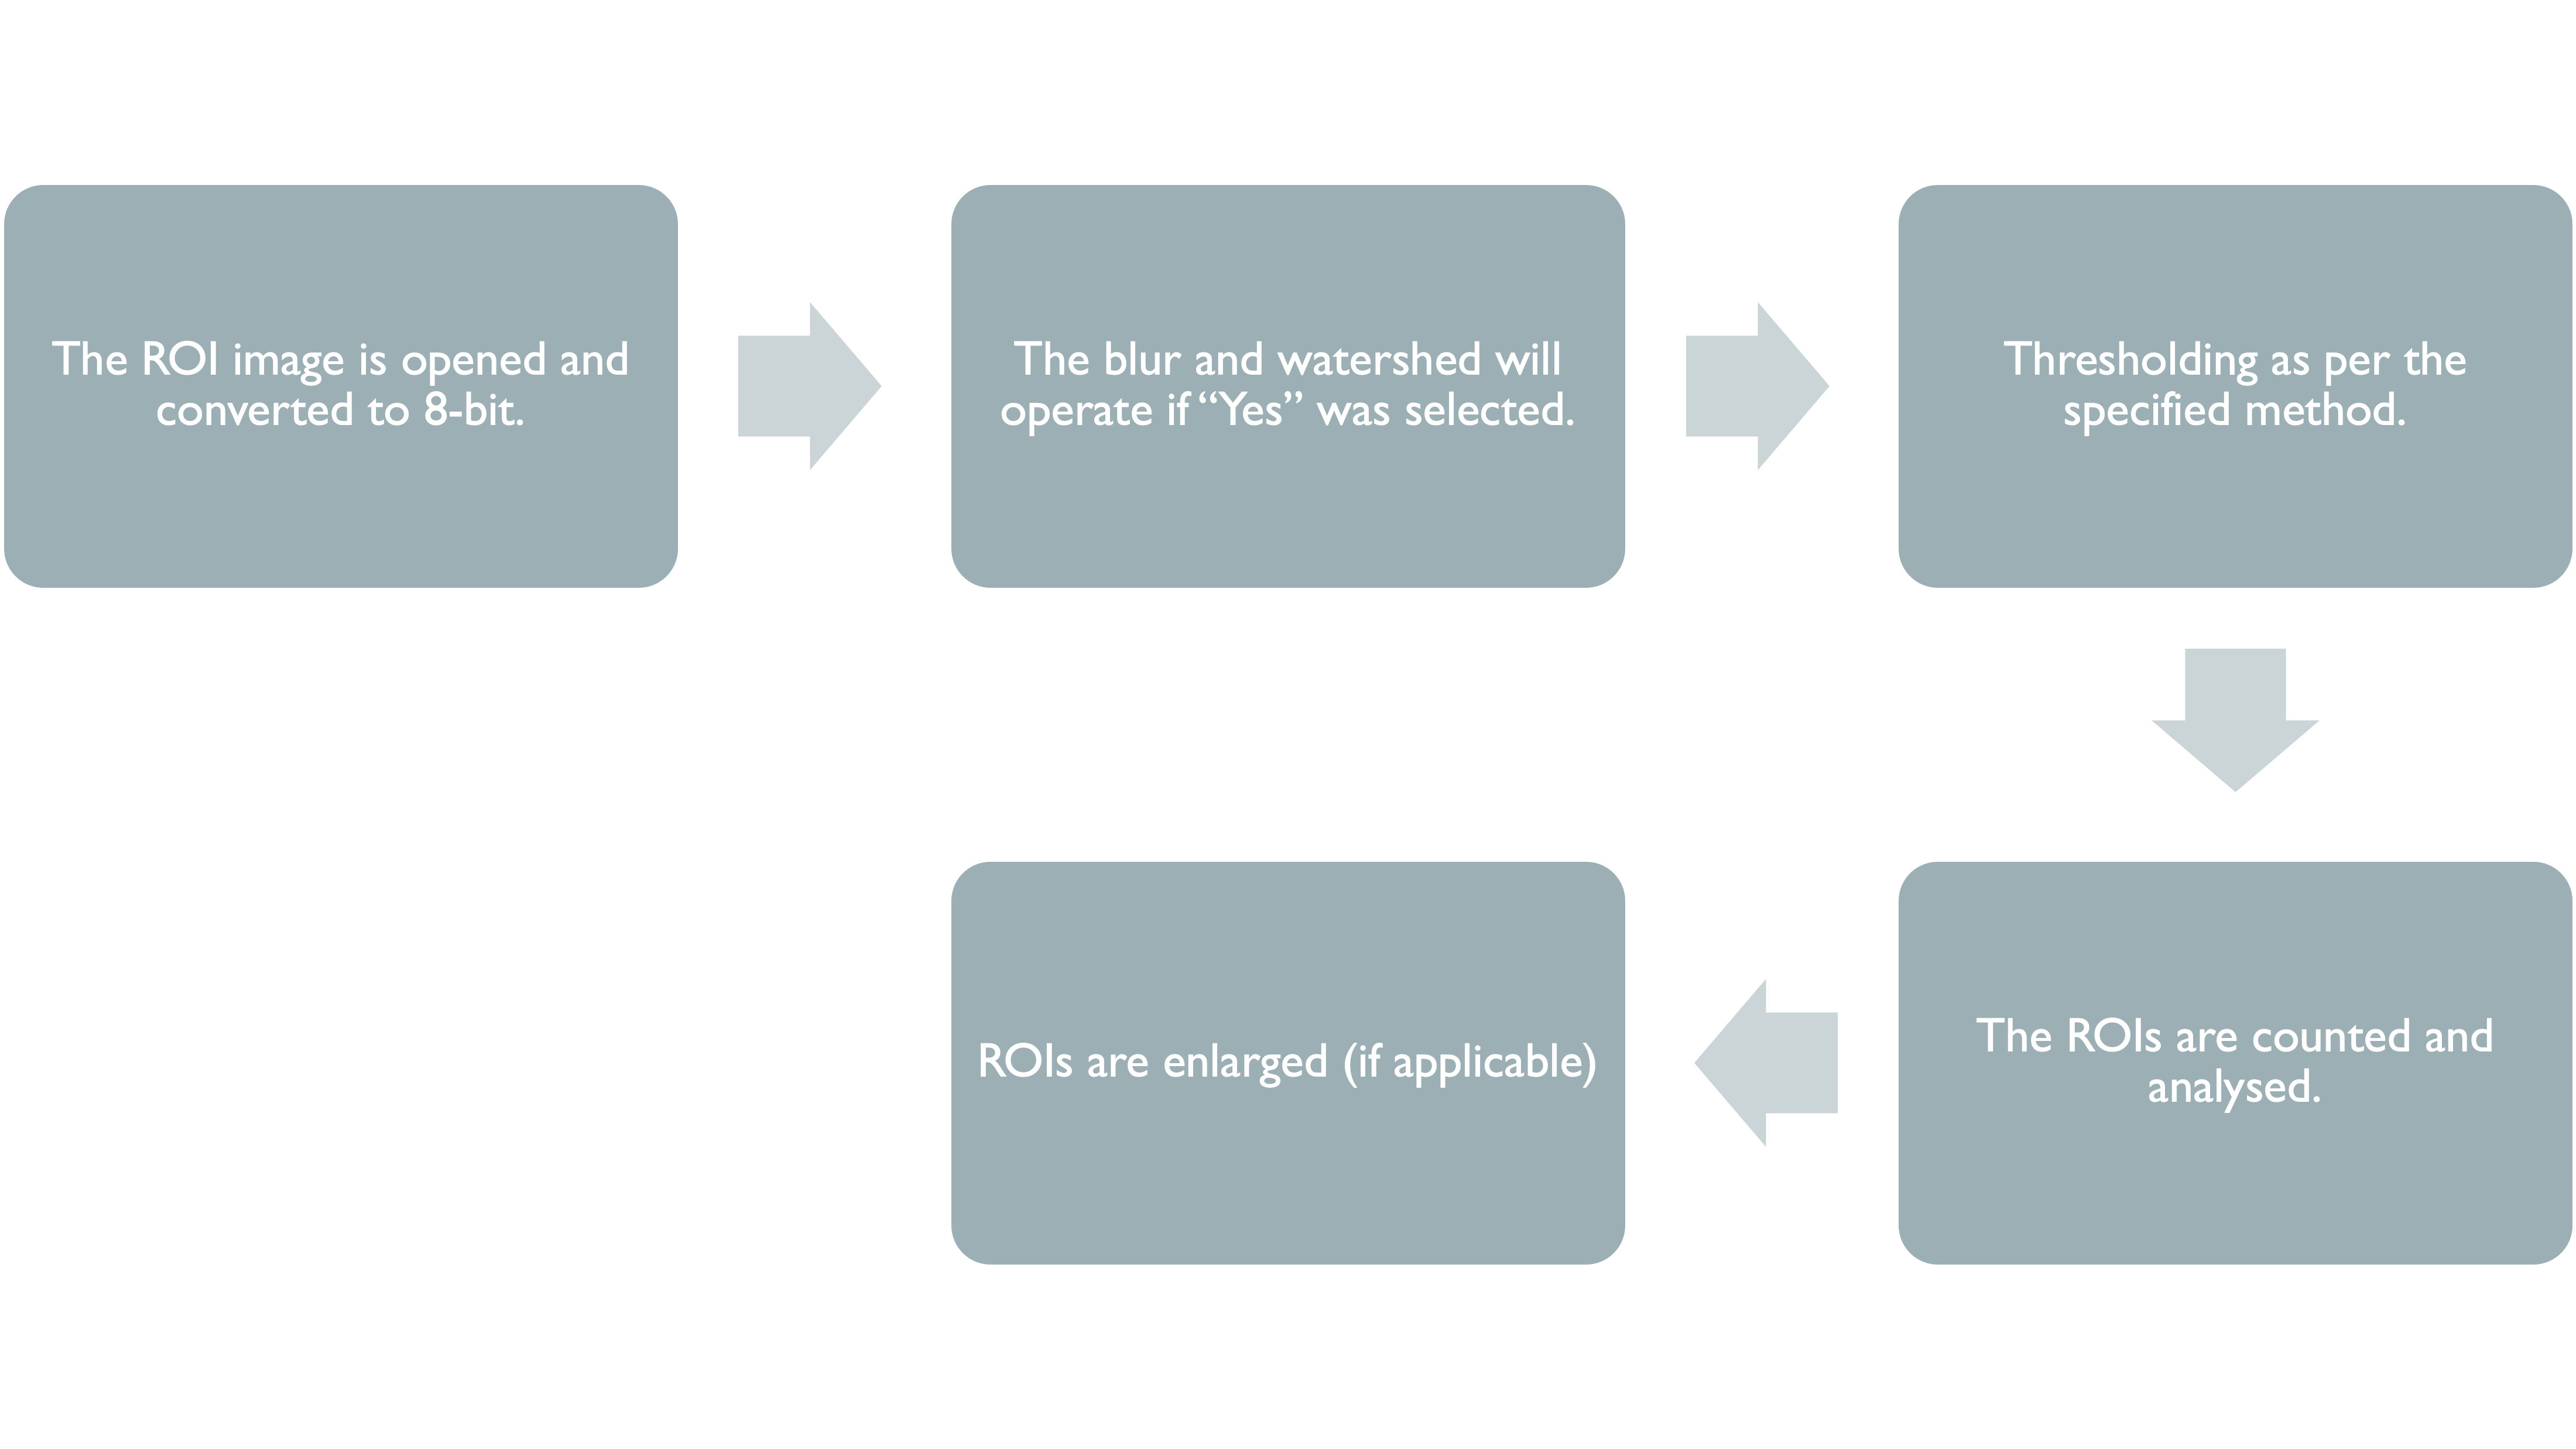 The ROI image is opened and
converted to 8-bit.
The blur and watershed will
operate if “Yes” was selected.
Thresholding as per the
specified method.
The ROIs are counted and
analysed.
ROIs are enlarged (if applicable)